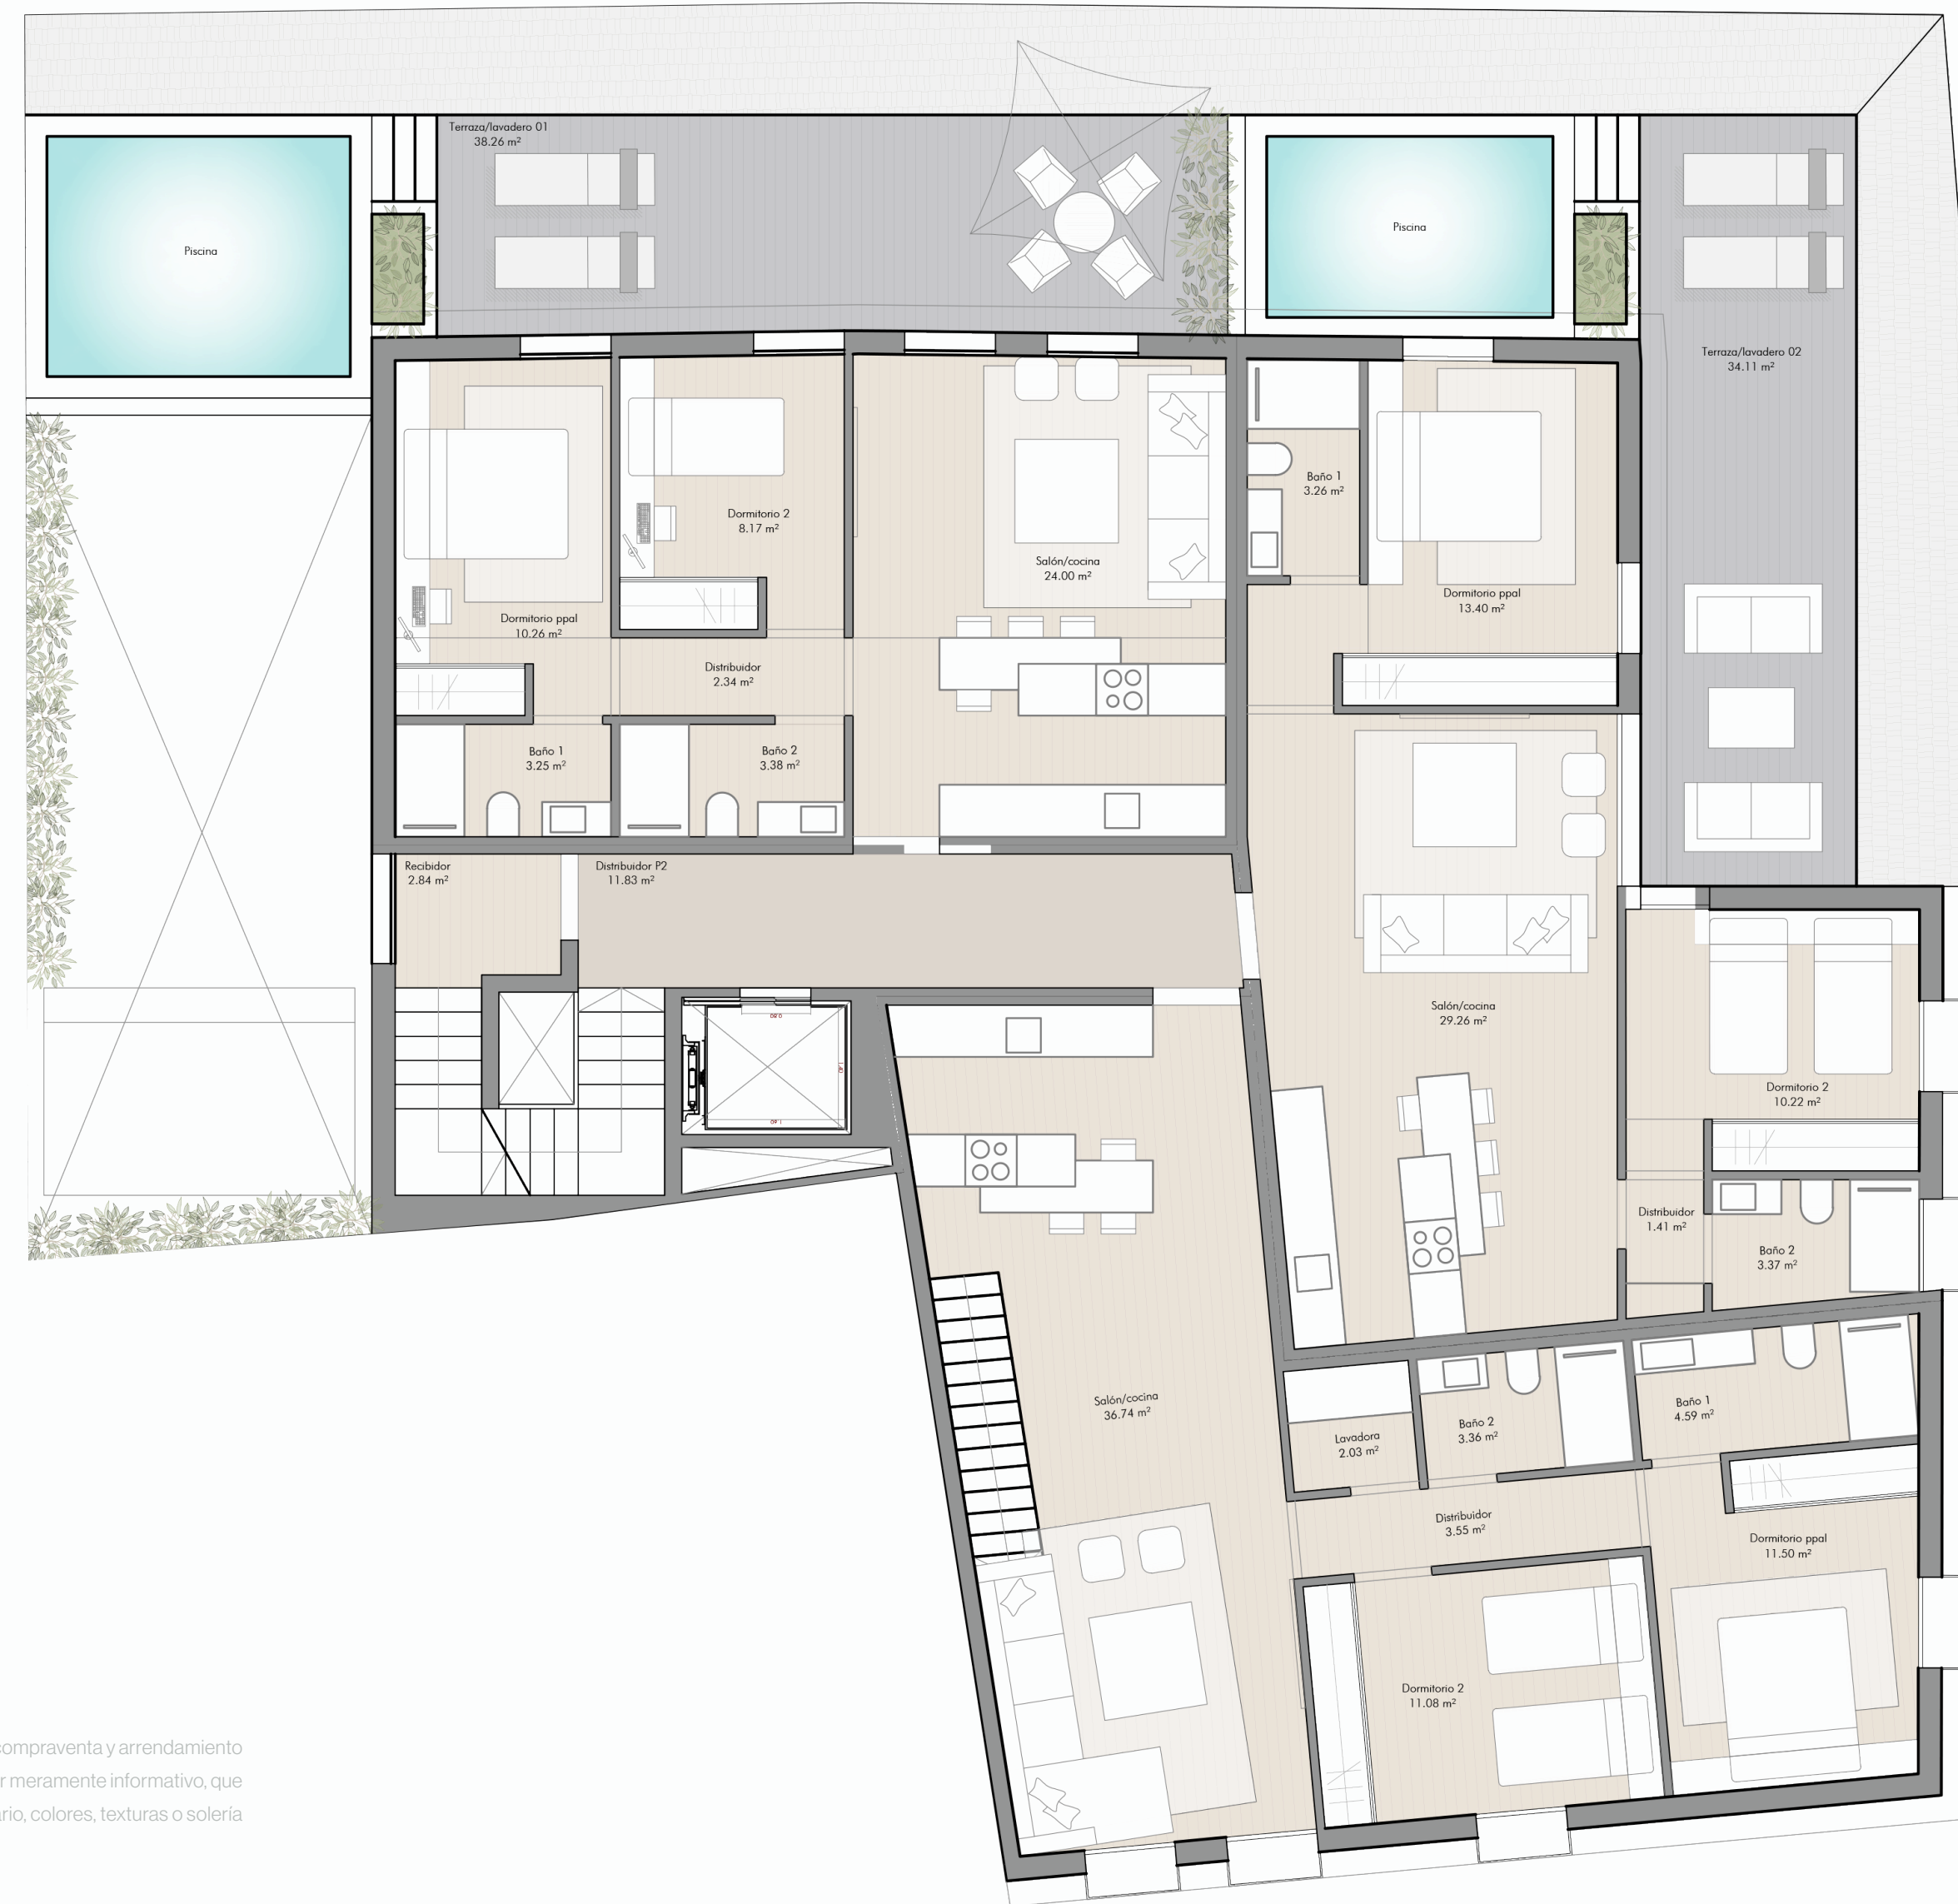 Terraza/lavadero 01
38.26 m²
Piscina
Piscina
Terraza/lavadero 02
34.11 m²
Baño 1
3.26 m²
Dormitorio 2
8.17 m²
Salón/cocina
24.00 m²
Dormitorio ppal
13.40 m²
Dormitorio ppal
10.26 m²
Distribuidor
2.34 m²
Baño 1
3.25 m²
Baño 2
3.38 m²
Recibidor
2.84 m²
Distribuidor P2
11.83 m²
Salón/cocina
29.26 m²
Dormitorio 2
10.22 m²
Distribuidor
1.41 m²
Baño 2
3.37 m²
Salón/cocina
36.74 m²
Lavadora
2.03 m²
Baño 2
3.36 m²
Baño 1
4.59 m²
Distribuidor
3.55 m²
Dormitorio ppal
11.50 m²
Dormitorio 2
11.08 m²
compraventa y arrendamiento
r meramente informativo, que
rio, colores, texturas o solería